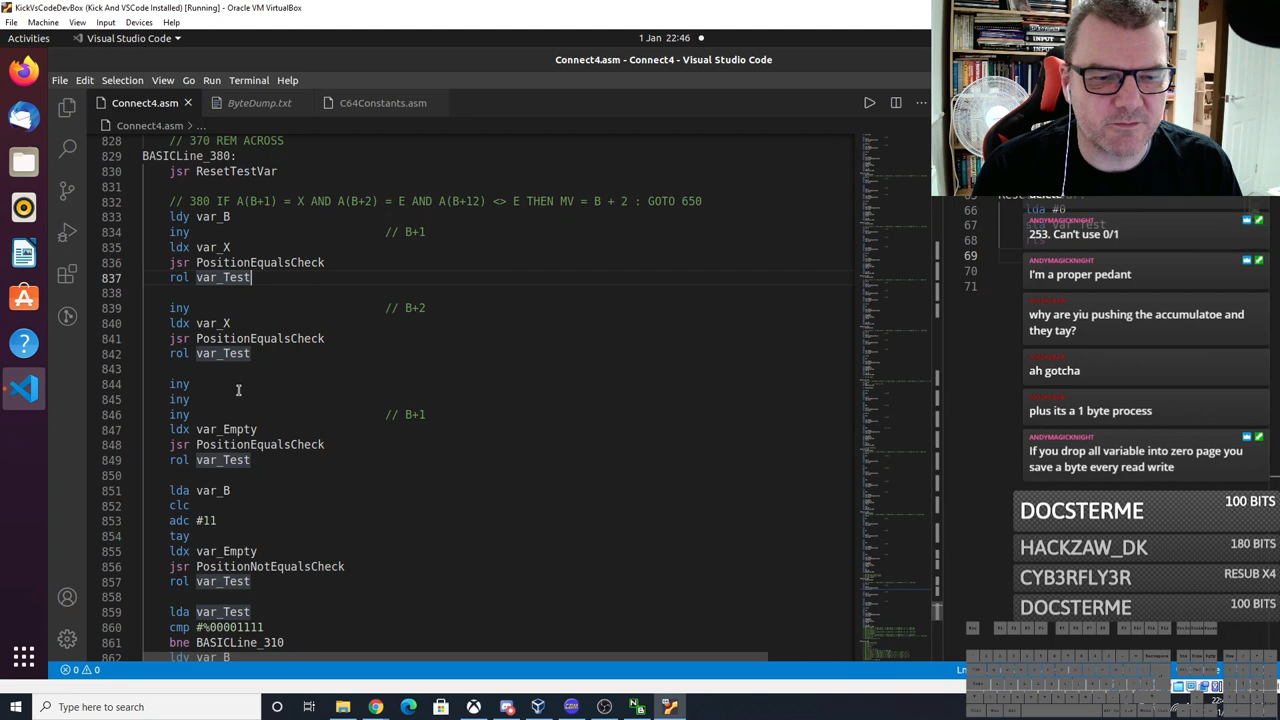 KickVsCodeDevBox (Kick And VSCode Installed) [Running] - Oracle VM VirtualBox
File Machine View Input Devices Help
Activities Visual Studio Code 1 Jan 22:46
Connect4.asm - Connect4 - Visual Studio Code
File Edit Selection View Go Run Terminal Help
Connect4.asm ByteDump.txt C64Constants.asm
Connect4.asm > ...
828 // 370 REM ACROSS
829 BASICLine_380:
830 jsr ResetTestVar
831
832 // 380 IF A(B+1) = X AND A(B+2) = E AND A(B+12) <> E THEN MV = B + 2 : GOTO 650
833 ldy var_B
834 iny // B+1
835 ldx var_X
836 jsr PositionEqualsCheck
837 rol var_Test
838
839 iny // B+2
840 ldx var_X
841 jsr PositionEqualsCheck
842 rol var_Test
843
844 iny
845 iny
846 iny // B+1
847 ldx var_Empty
848 jsr PositionEqualsCheck
849 rol var_Test
850
851 lda var_B
852 clc
853 adc #11
854 tay
855 ldx var_Empty
856 jsr PositionNotEqualsCheck
857 rol var_Test
858
859 lda var_Test
860 cmp #%00001111
861 bne BASICLine_310
862 ldy var_B
66 lda #0
67
68 rts
69
70
71
ANDYMAGICKNIGHT
253. Can't use 0/1
ANDYMAGICKNIGHT
I'm a proper pedant
why are yiu pushing the accumulatoe and
they tay?
ah gotcha
plus its a 1 byte process
ANDYMAGICKNIGHT
If you drop all variable into zero page you
save a byte every read write
DOCSTERME 100 BITS
HACKZAW_DK 180 BITS
CYB3RFLY3R RESUB X4
DOCSTERME 100 BITS
0 0
Type here to search